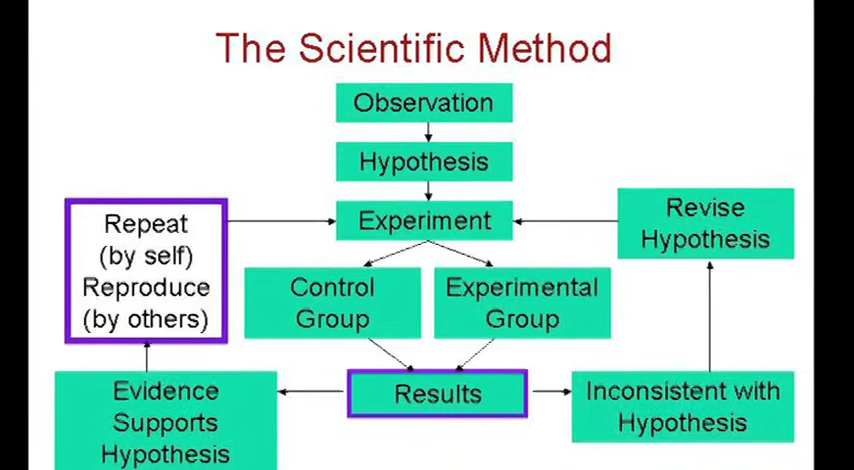 The Scientific Method
Observation
Hypothesis
Experiment
Repeat
(by self)
Reproduce
(by others)
Revise
Hypothesis
Control
Group
Experimental
Group
Evidence
Supports
Hypothesis
Results
Inconsistent with
Hypothesis